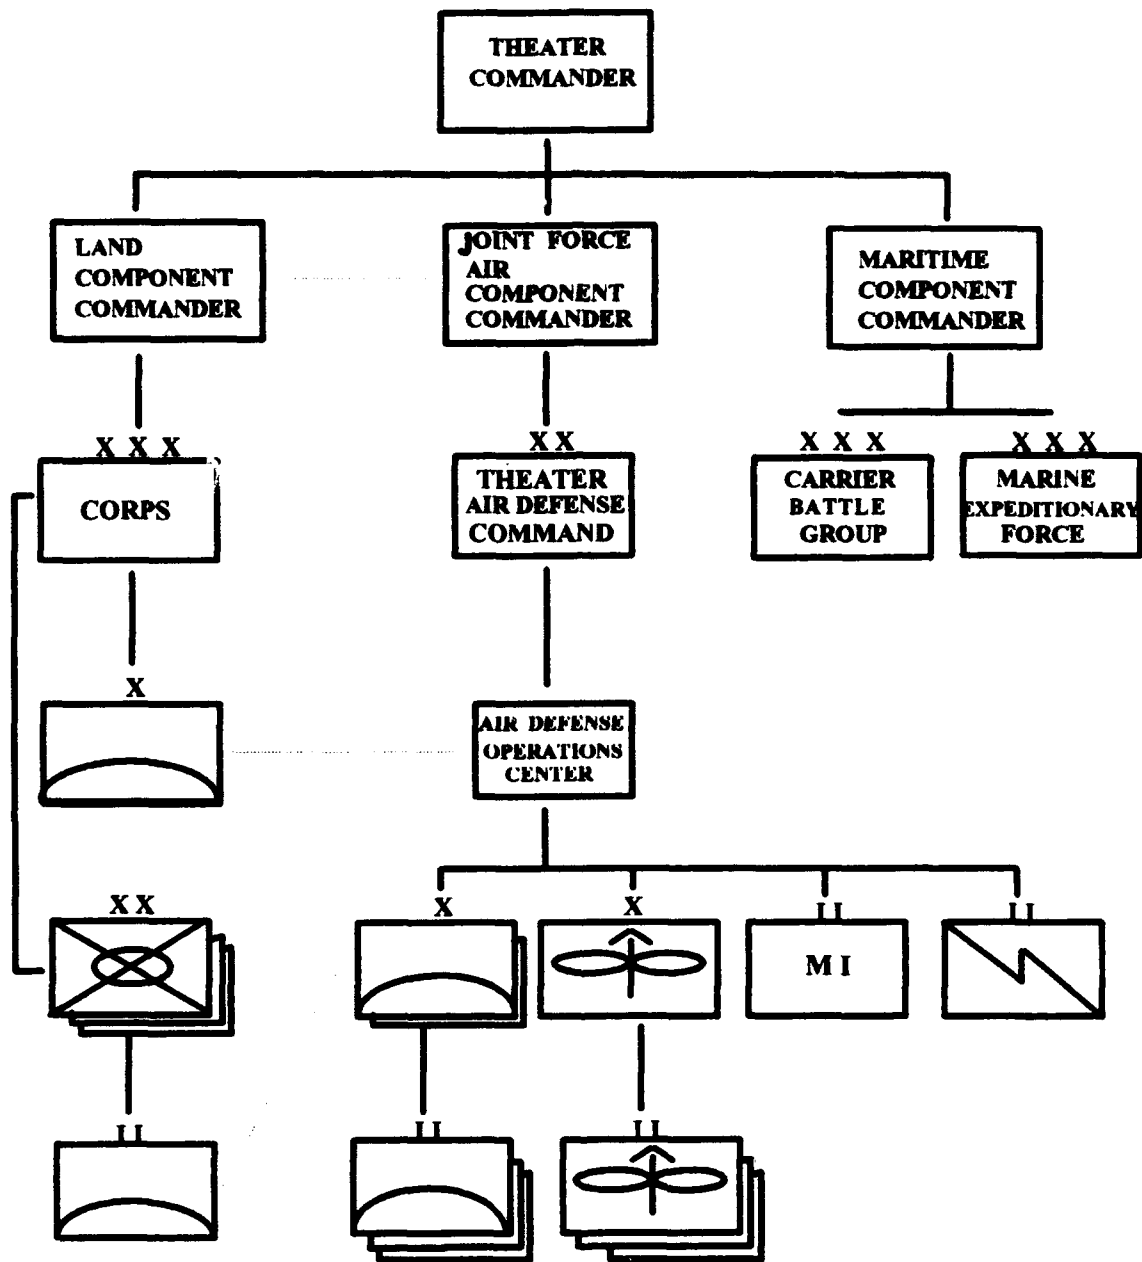 THEATER
COMMANDER
LAND
COMPONENT
COMMANDER
JOINT FORCE
AIR
COMPONENT
COMMANDER
MARITIME
COMPONENT
COMMANDER
X X X
CORPS
X X
THEATER
AIR DEFENSE
COMMAND
X X X
CARRIER
BATTLE
GROUP
X X X
MARINE
EXPEDITIONARY
FORCE
X
AIR DEFENSE
OPERATIONS
CENTER
X X
X
X
I I
M I
I I
I I
I I
I I